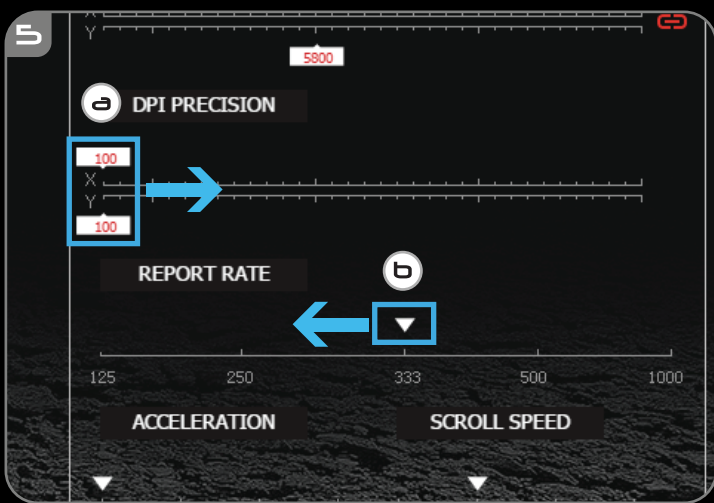 5
X
Y
5800
a DPI PRECISION
100
X
Y
100
REPORT RATE b
125 250 333 500 1000
ACCELERATION SCROLL SPEED